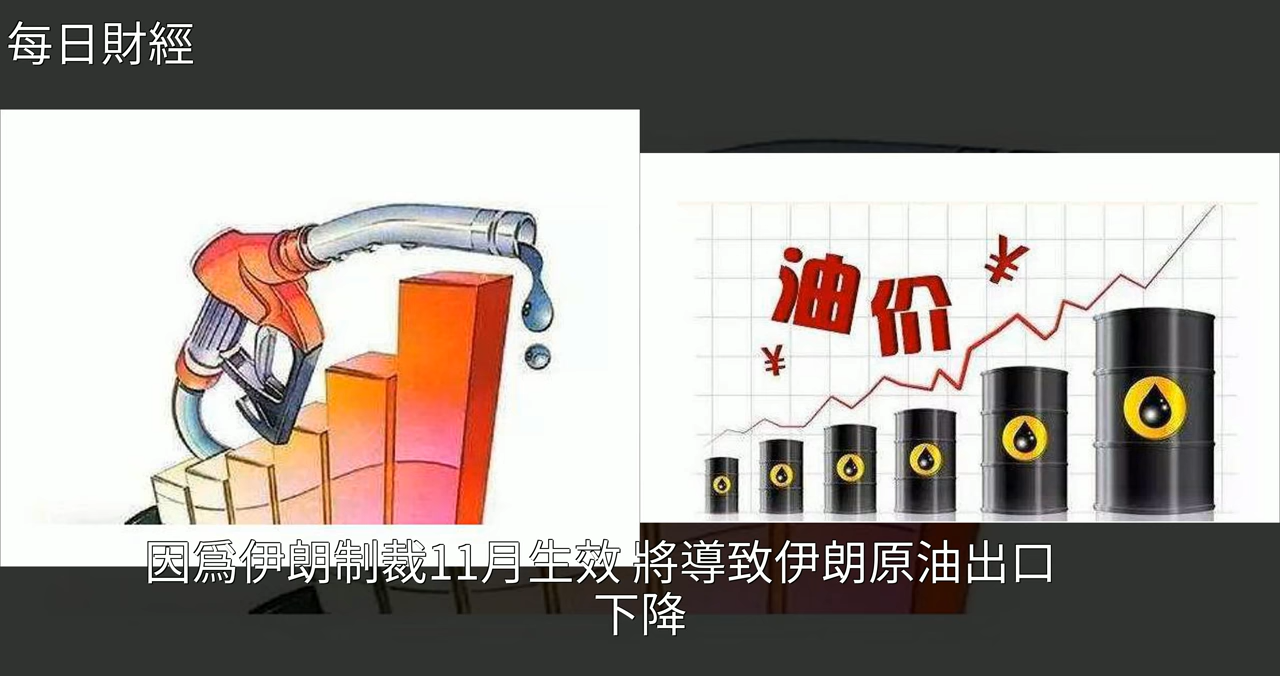 每日財經
油价
¥
¥
因爲伊朗制裁11月生效 將導致伊朗原油出口
下降